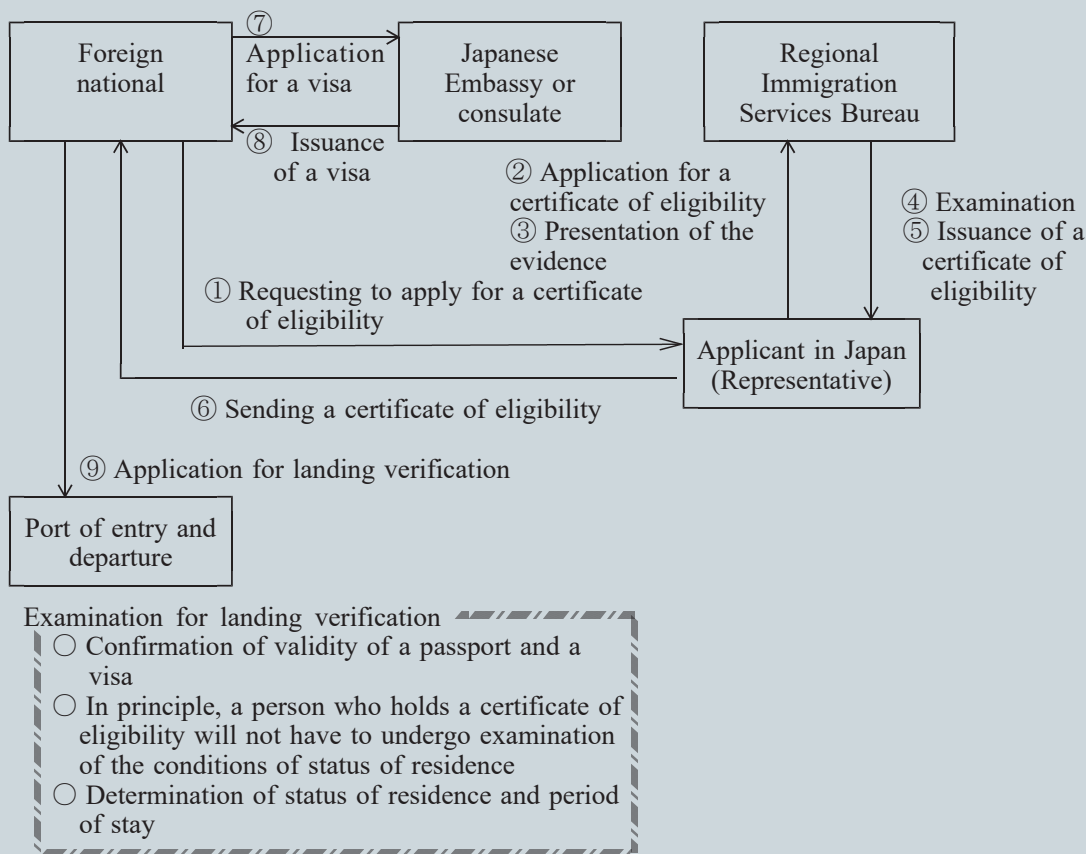 Foreign
national
⑦
Application
for a visa
⑧ Issuance
of a visa
Japanese
Embassy or
consulate
Regional
Immigration
Services Bureau
② Application for a
certificate of eligibility
③ Presentation of the
evidence
④ Examination
⑤ Issuance of a
certificate of
eligibility
① Requesting to apply for a certificate
of eligibility
Applicant in Japan
(Representative)
⑥ Sending a certificate of eligibility
⑨ Application for landing verification
Port of entry and
departure
Examination for landing verification
○ Confirmation of validity of a passport and a
visa
○ In principle, a person who holds a certificate of
eligibility will not have to undergo examination
of the conditions of status of residence
○ Determination of status of residence and period
of stay